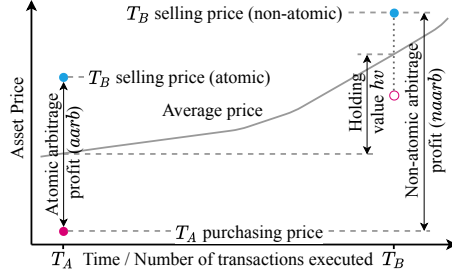 T_B selling price (non-atomic)
T_B selling price (atomic)
Average price
Asset Price
Atomic arbitrage
profit (aarb)
Holding
value hv
Non-atomic arbitrage
profit (naarb)
T_A purchasing price
T_A Time / Number of transactions executed T_B